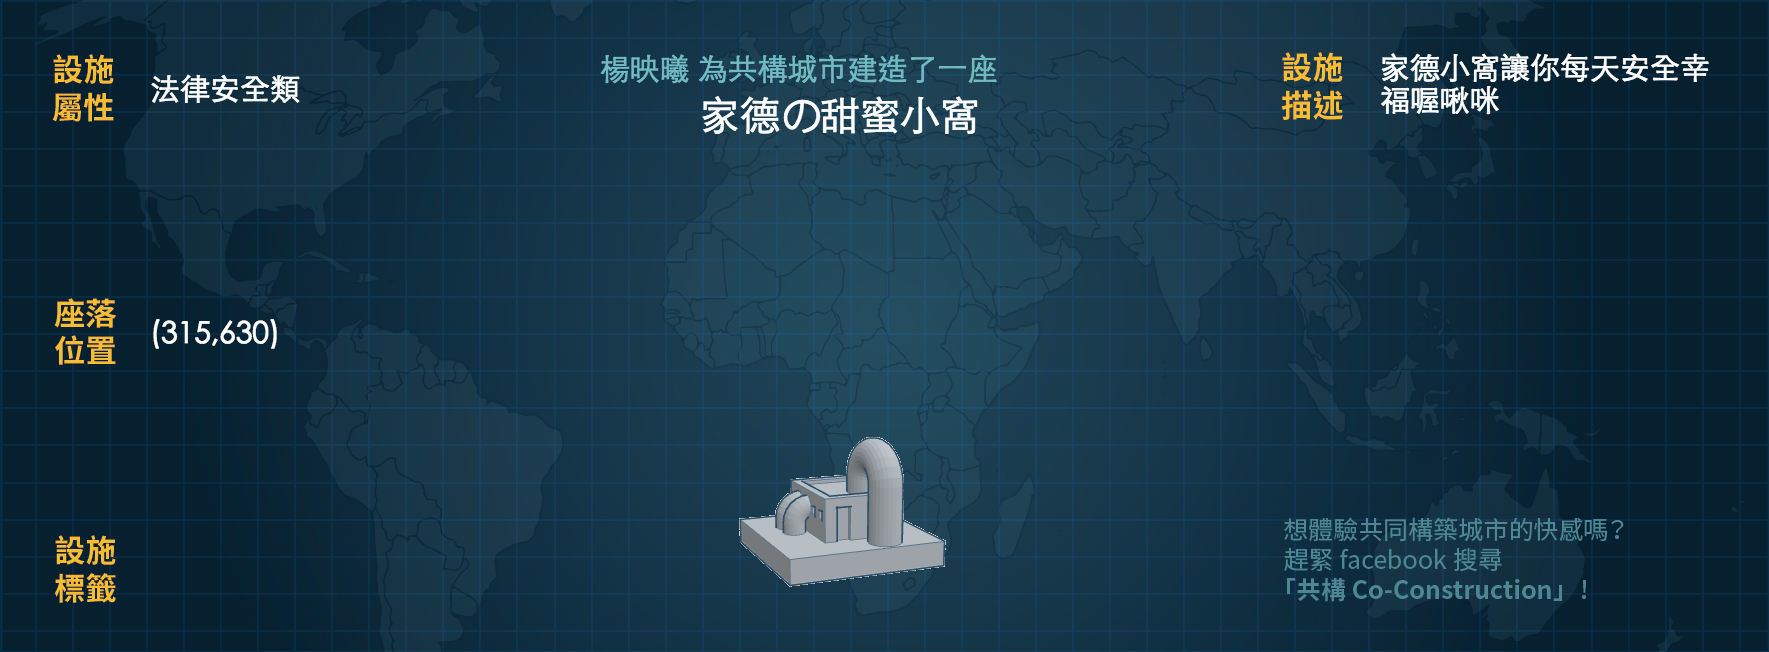 設施
屬性
法律安全類
楊映曦 為共構城市建造了一座
家德の甜蜜小窩
設施
描述
家德小窩讓你每天安全幸
福喔啾咪
座落
位置
(315,630)
設施
標籤
想體驗共同構築城市的快感嗎?
趕緊 facebook 搜尋
「共構 Co-Construction」!